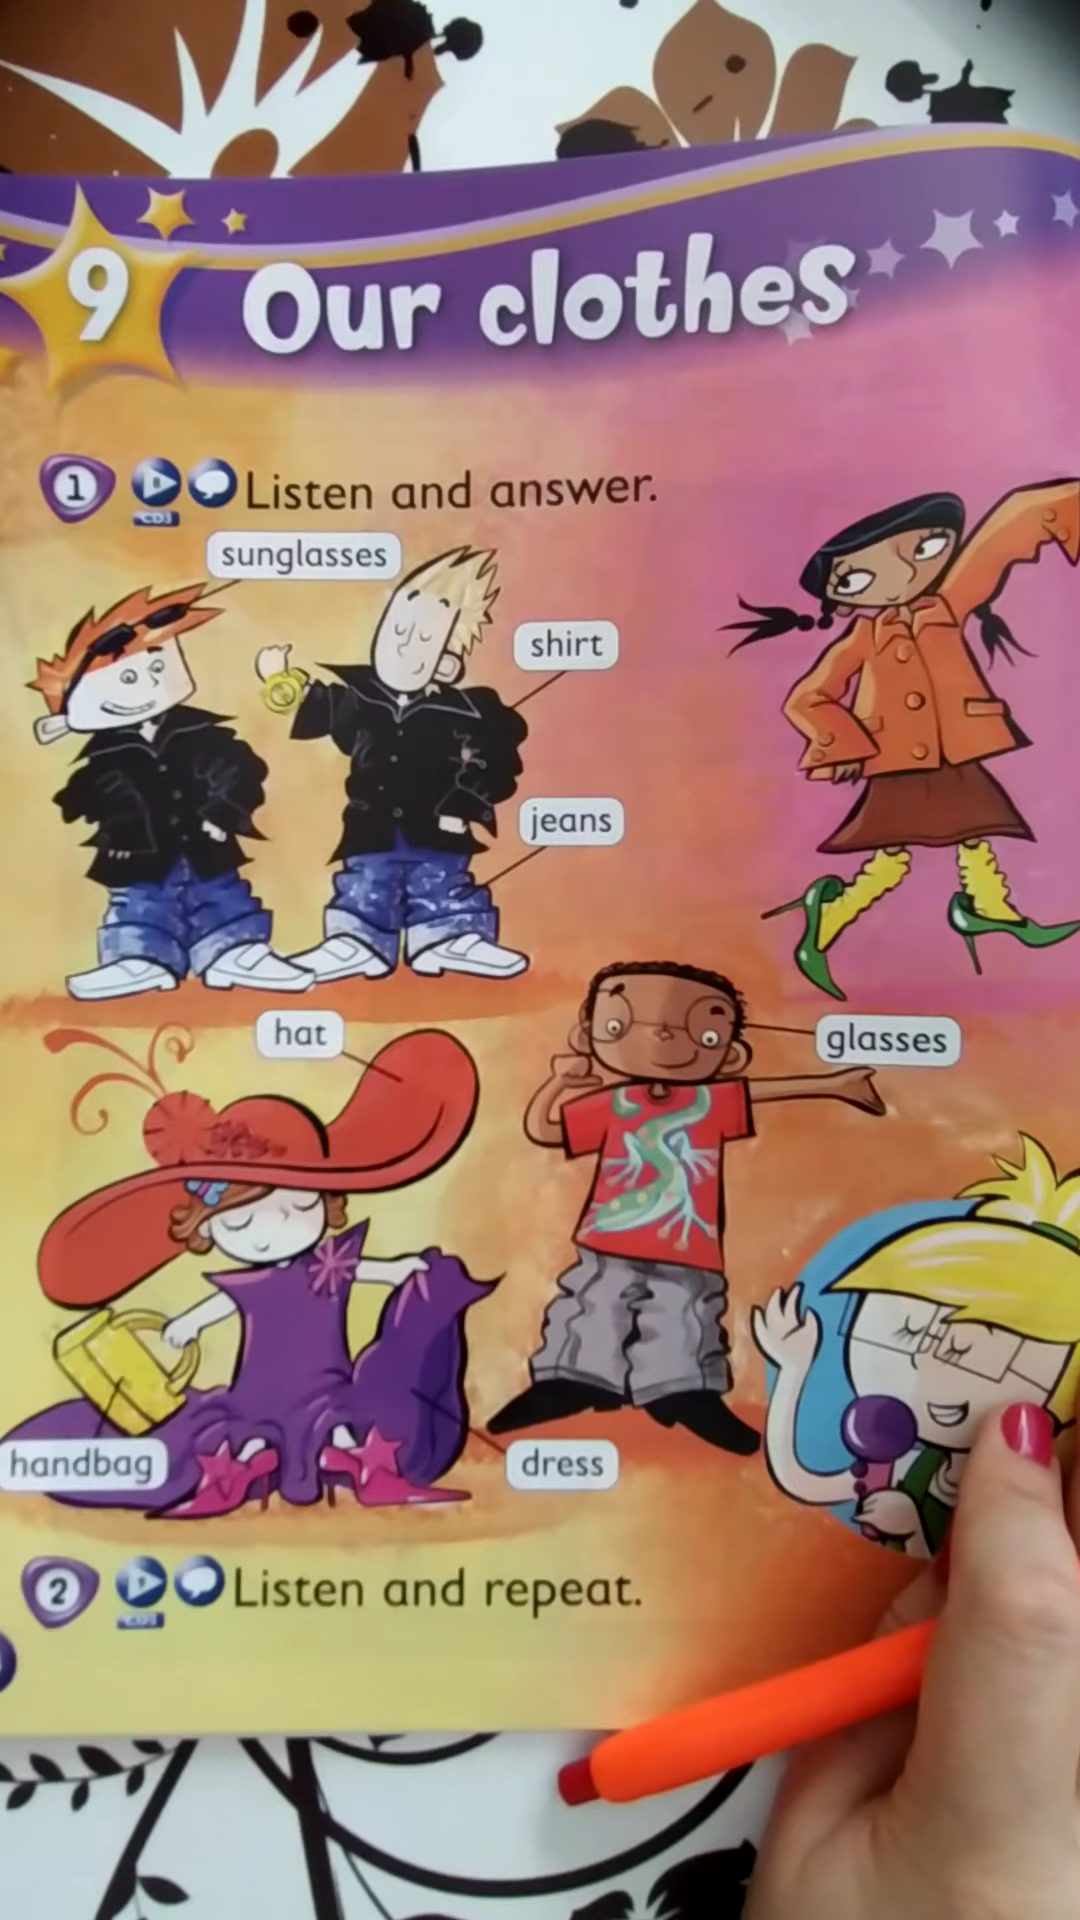 9 Our clothes
1 Listen and answer.
CD3
sunglasses
shirt
jeans
hat
glasses
handbag
dress
2 Listen and repeat.